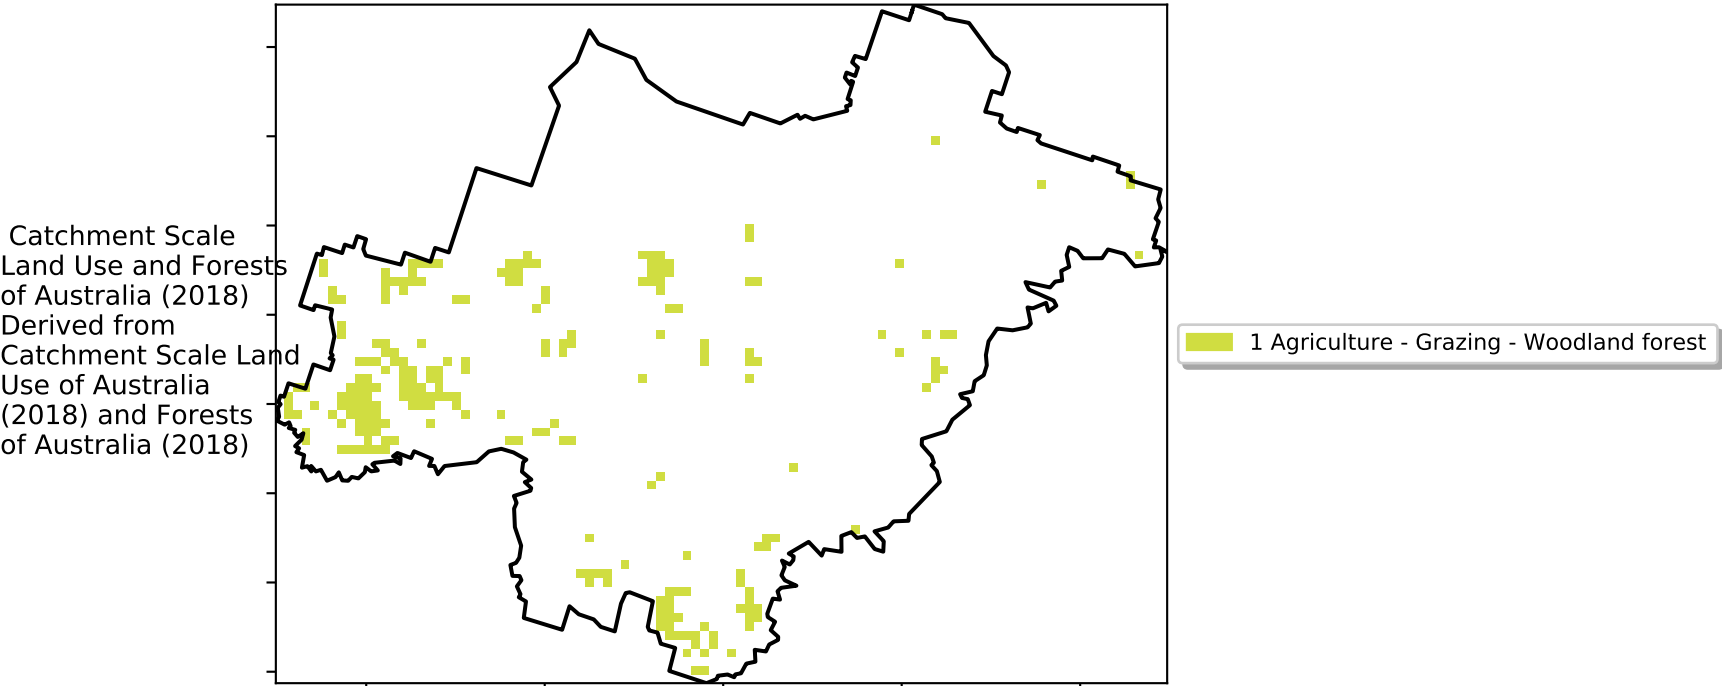 Catchment Scale
Land Use and Forests
of Australia (2018)
Derived from
Catchment Scale Land
Use of Australia
(2018) and Forests
of Australia (2018)
1 Agriculture - Grazing - Woodland forest